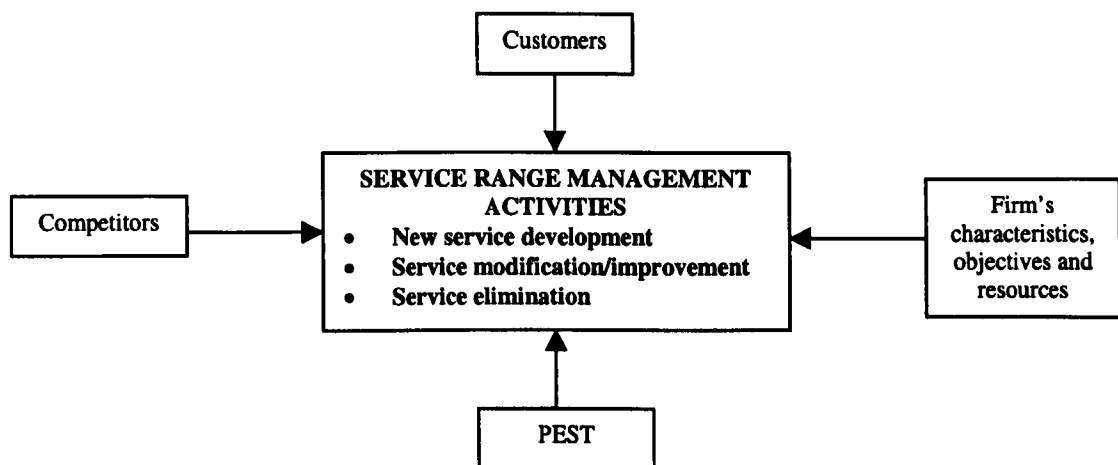 Customers
SERVICE RANGE MANAGEMENT
ACTIVITIES
• New service development
• Service modification/improvement
• Service elimination
Competitors
Firm's
characteristics,
objectives and
resources
PEST